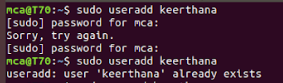 mca@T70:~$ sudo useradd keerthana
[sudo] password for mca:
Sorry, try again.
[sudo] password for mca:
mca@T70:~$ sudo useradd keerthana
useradd: user 'keerthana' already exists